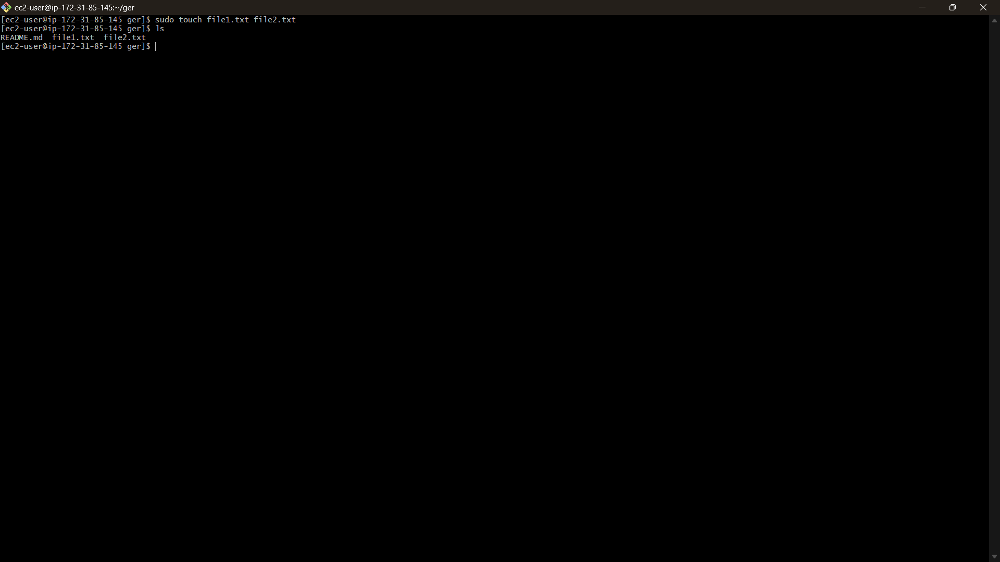 ec2-user@ip-172-31-85-145:~/ger
[ec2-user@ip-172-31-85-145 ger]$ sudo touch file1.txt file2.txt
[ec2-user@ip-172-31-85-145 ger]$ ls
README.md  file1.txt  file2.txt
[ec2-user@ip-172-31-85-145 ger]$